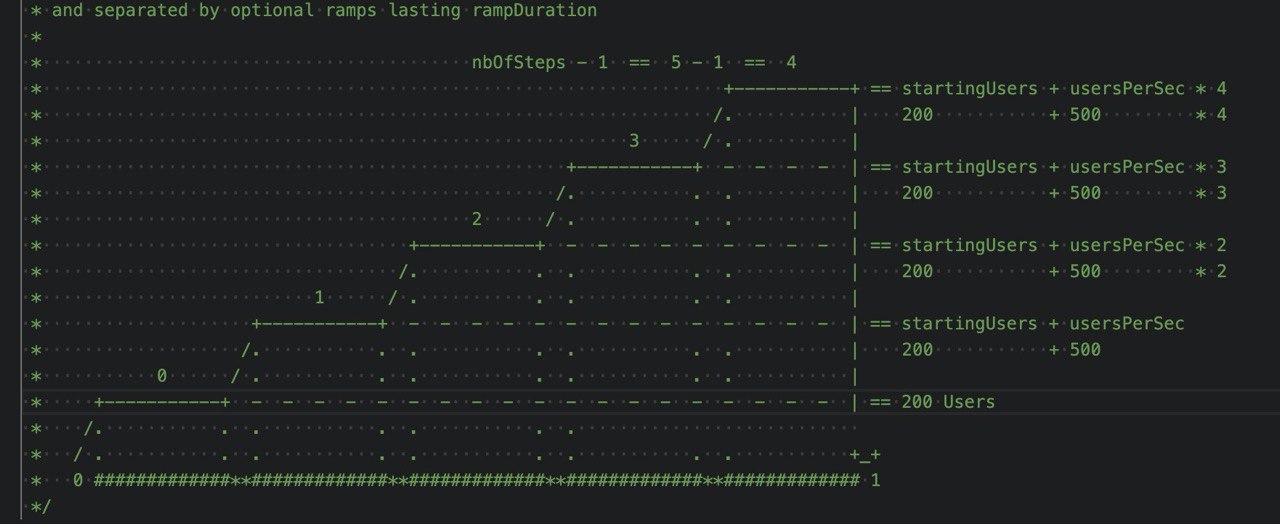 * and separated by optional ramps lasting rampDuration
*
*                                         nbOfSteps - 1  ==  5 - 1  ==  4
*                                                                 +-----------+ == startingUsers + usersPerSec * 4
*                                                                /.           |    200           + 500         * 4
*                                                        3      / .           |
*                                                  +-----------+  -  -  -  -  | == startingUsers + usersPerSec * 3
*                                                 /.           .  .           |    200           + 500         * 3
*                                         2      / .           .  .           |
*                                   +-----------+  -  -  -  -  -  -  -  -  -  | == startingUsers + usersPerSec * 2
*                                  /.           .  .           .  .           |    200           + 500         * 2
*                          1      / .           .  .           .  .           |
*                    +-----------+  -  -  -  -  -  -  -  -  -  -  -  -  -  -  | == startingUsers + usersPerSec
*                   /.           .  .           .  .           .  .           |    200           + 500
*           0      / .           .  .           .  .           .  .           |
*     +-----------+  -  -  -  -  -  -  -  -  -  -  -  -  -  -  -  -  -  -  -  | == 200 Users
*    /.           .  .           .  .           .  .
*   / .           .  .           .  .           .  .           .  .           +_+
*   0 #############**#############**#############**#############**############# 1
*/